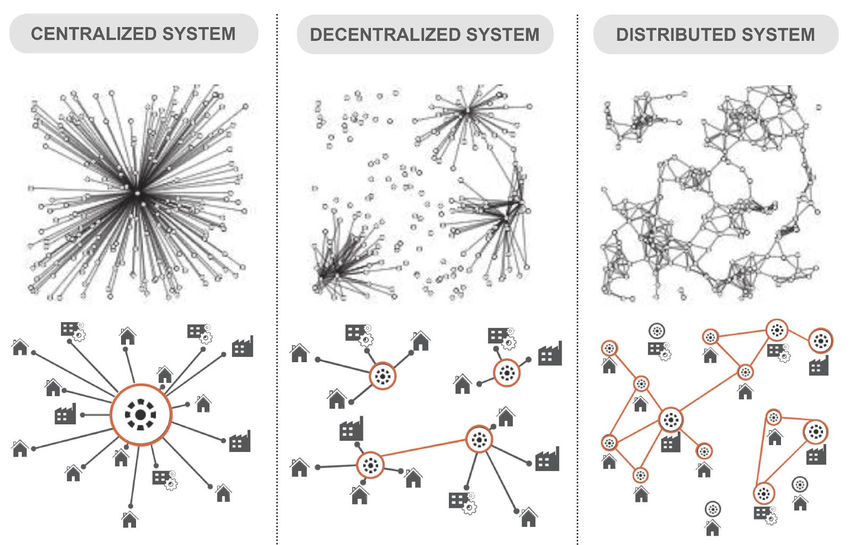 CENTRALIZED SYSTEM
DECENTRALIZED SYSTEM
DISTRIBUTED SYSTEM